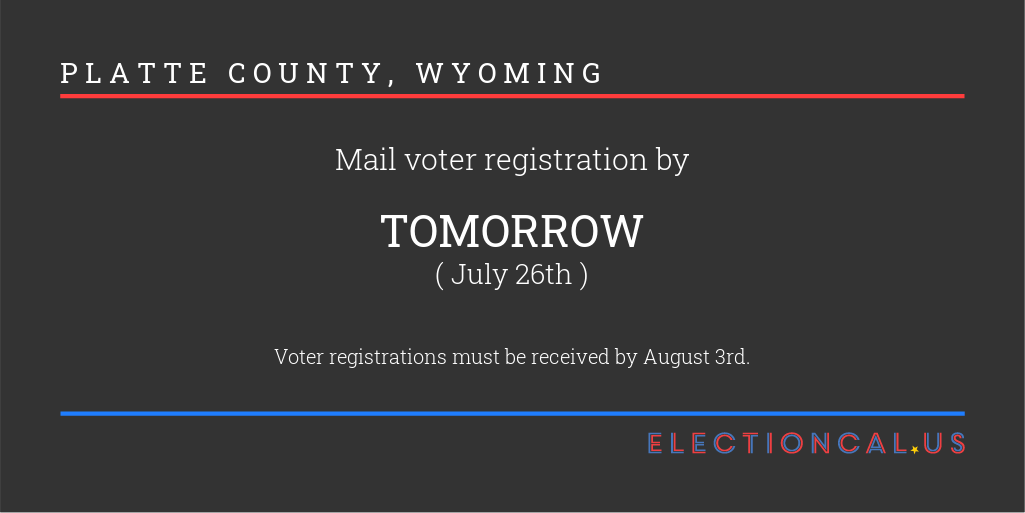 PLATTE COUNTY, WYOMING
Mail voter registration by
TOMORROW
( July 26th )
Voter registrations must be received by August 3rd.
ELECTIONCAL.US